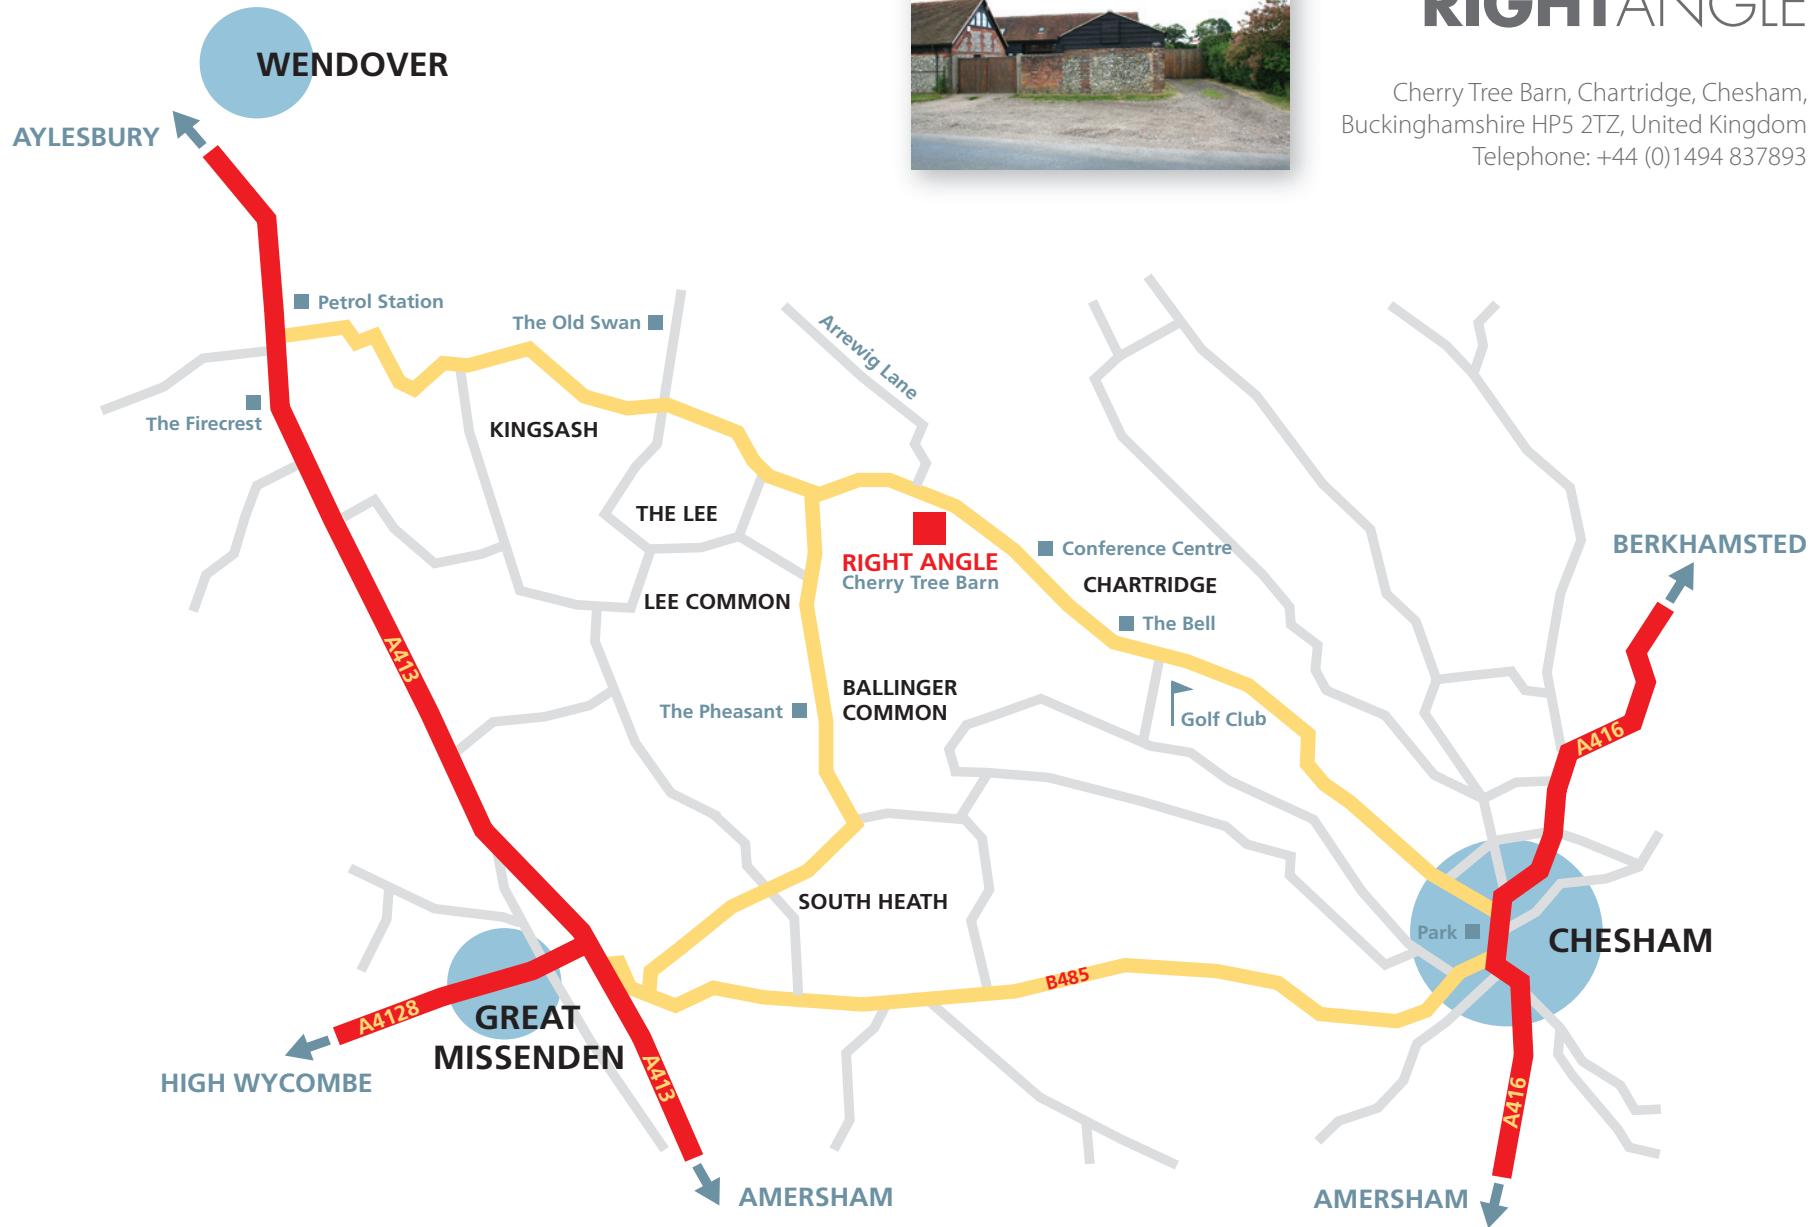 RIGHTANGLE
Cherry Tree Barn, Chartridge, Chesham,
Buckinghamshire HP5 2TZ, United Kingdom
Telephone: +44 (0)1494 837893
WENDOVER
AYLESBURY
Petrol Station
The Old Swan
Arrewig Lane
The Firecrest
KINGSASH
THE LEE
RIGHT ANGLE
Cherry Tree Barn
Conference Centre
BERKHAMSTED
CHARTRIDGE
LEE COMMON
The Bell
A413
BALLINGER
COMMON
The Pheasant
Golf Club
A416
SOUTH HEATH
Park
CHESHAM
B485
A4128
GREAT
MISSENDEN
A413
HIGH WYCOMBE
A416
AMERSHAM
AMERSHAM